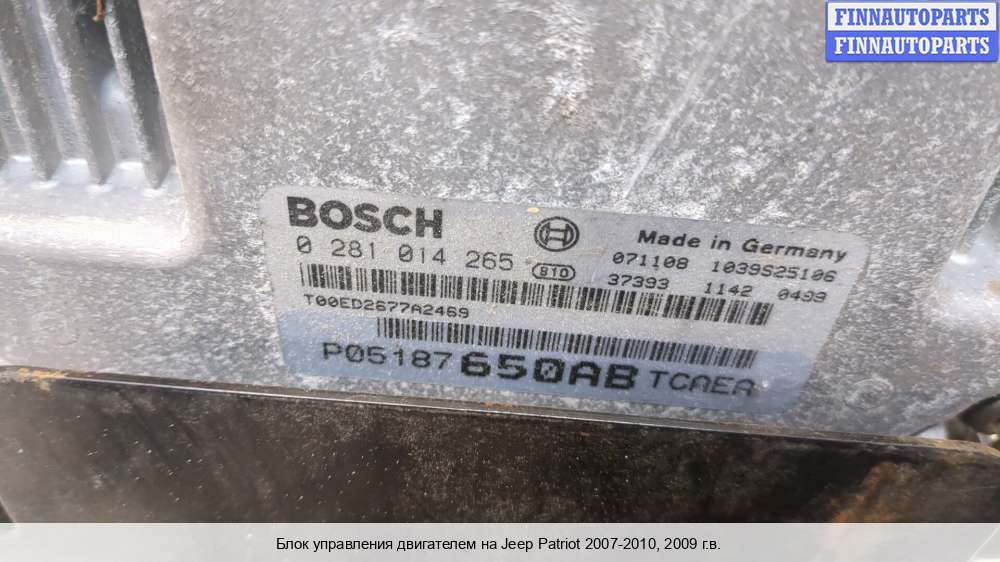 FINNAUTOPARTS
FINNAUTOPARTS
BOSCH
Made in Germany
0 281 014 265
071108 1039S25106
B10
37393 1142 0499
T00ED2677A2469
P05187650AB TCAEA
Блок управления двигателем на Jeep Patriot 2007-2010, 2009 г.в.